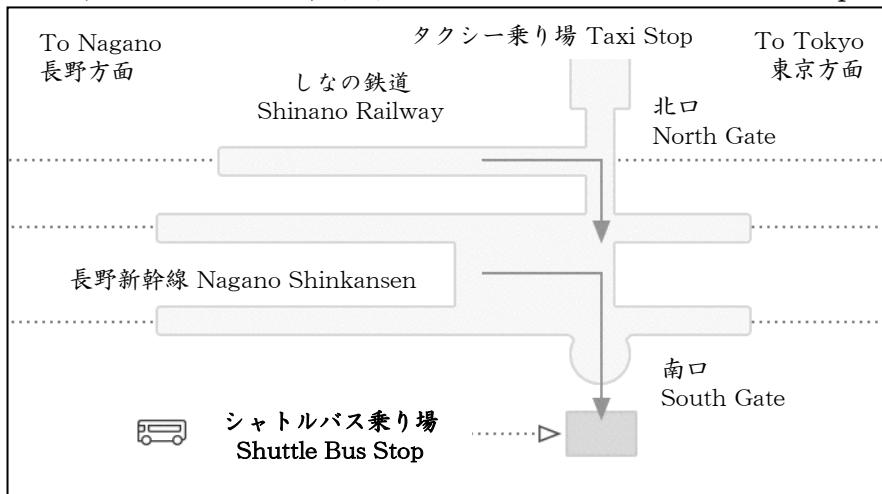 To Nagano
長野方面
タクシー乗り場 Taxi Stop
To Tokyo
東京方面
しなの鉄道
Shinano Railway
北口
North Gate
長野新幹線 Nagano Shinkansen
南口
South Gate
シャトルバス乗り場
Shuttle Bus Stop